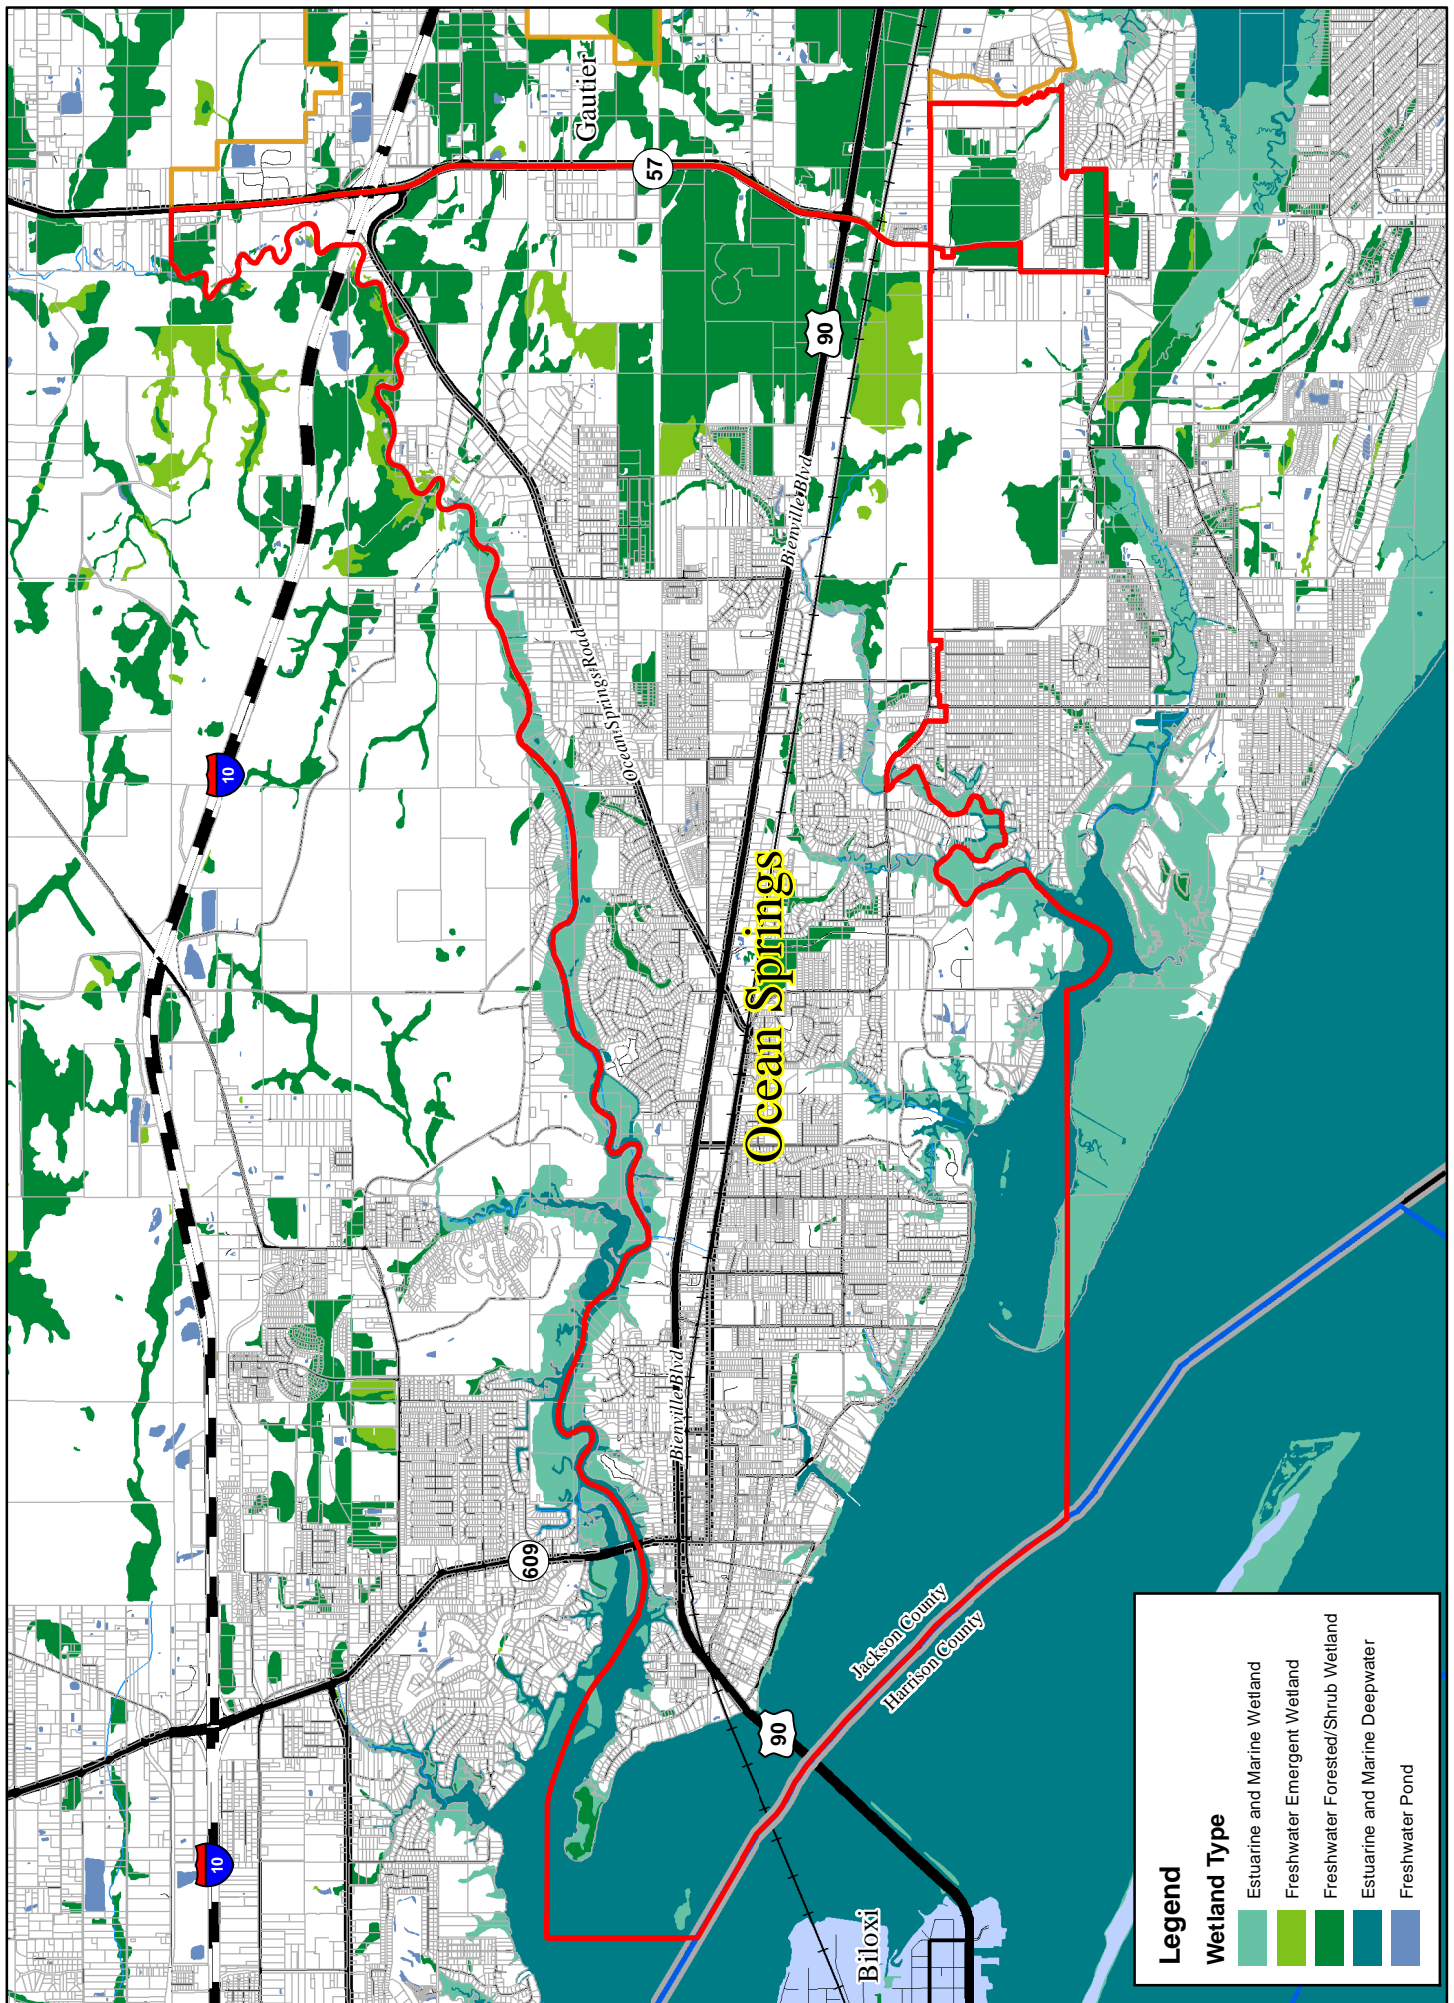 10
10
609
Gautier
57
Ocean Springs Road
Bienville Blvd
90
Bienville Blvd
Ocean Springs
90
Jackson County
Harrison County
Biloxi
Legend
Wetland Type
Estuarine and Marine Wetland
Freshwater Emergent Wetland
Freshwater Forested/Shrub Wetland
Estuarine and Marine Deepwater
Freshwater Pond